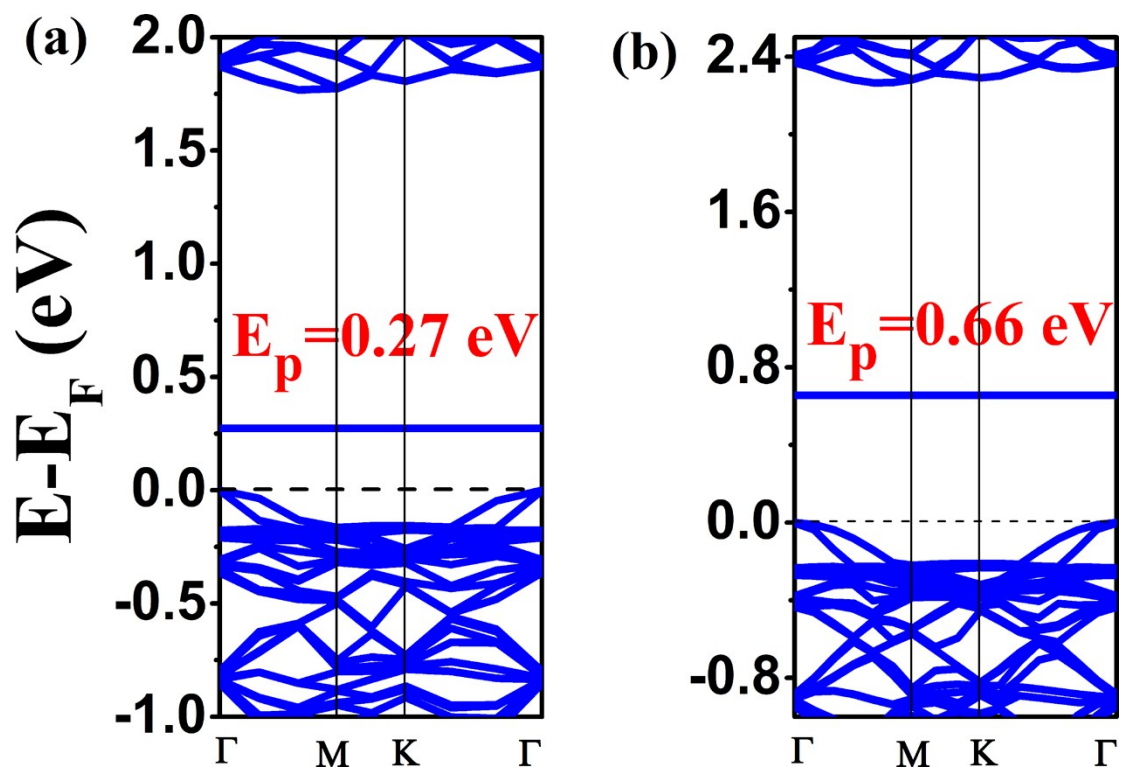 (a)
E-E_F (eV)
2.0
1.5
1.0
0.5
0.0
-0.5
-1.0
E_p=0.27 eV
Γ M K Γ
(b)
2.4
1.6
0.8
0.0
-0.8
E_p=0.66 eV
Γ M K Γ